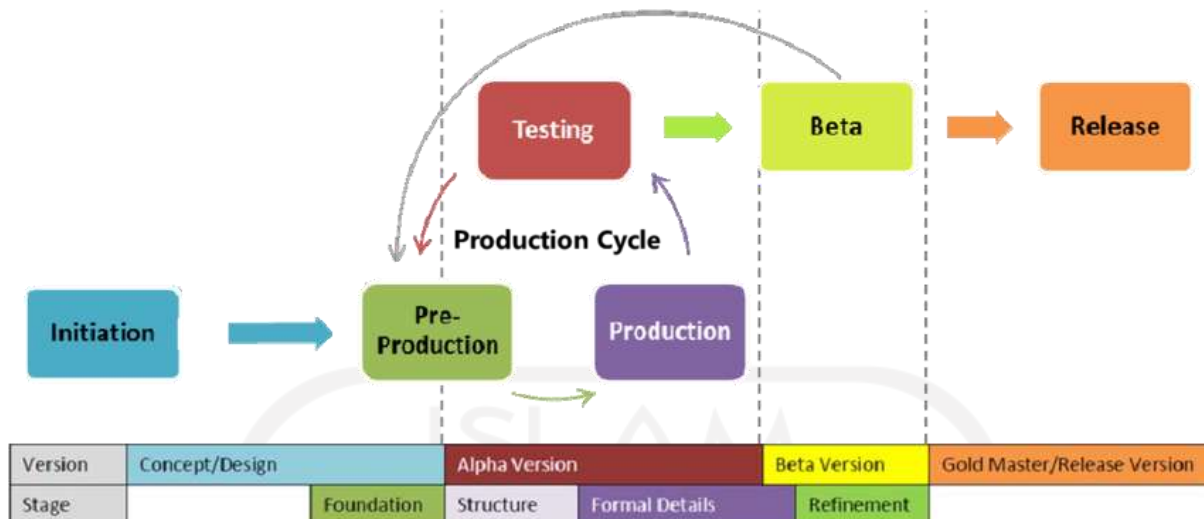 Testing
Beta
Release
Production Cycle
Initiation
Pre-
Production
Production
ISLAM
Version Concept/Design Alpha Version Beta Version Gold Master/Release Version
Stage Foundation Structure Formal Details Refinement